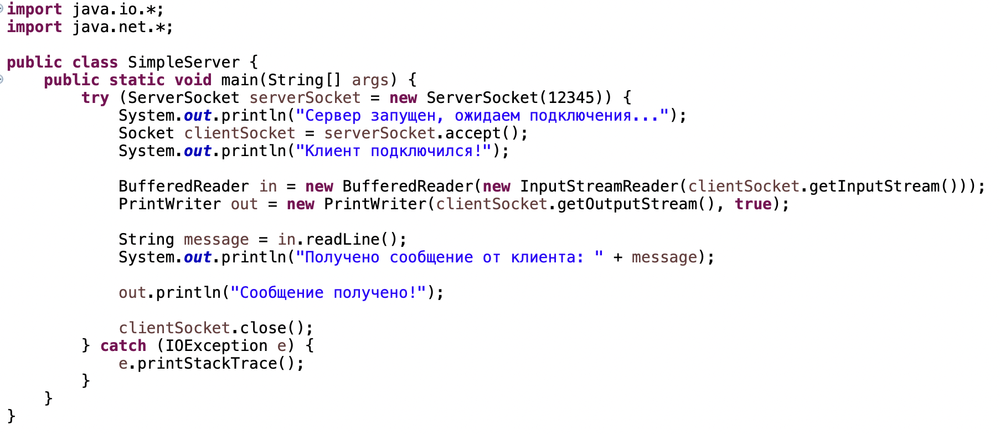 import java.io.*;
import java.net.*;
public class SimpleServer {
public static void main(String[] args) {
try (ServerSocket serverSocket = new ServerSocket(12345)) {
System.out.println("Сервер запущен, ожидаем подключения...");
Socket clientSocket = serverSocket.accept();
System.out.println("Клиент подключился!");
BufferedReader in = new BufferedReader(new InputStreamReader(clientSocket.getInputStream()));
PrintWriter out = new PrintWriter(clientSocket.getOutputStream(), true);
String message = in.readLine();
System.out.println("Получено сообщение от клиента: " + message);
out.println("Сообщение получено!");
clientSocket.close();
} catch (IOException e) {
e.printStackTrace();
}
}
}